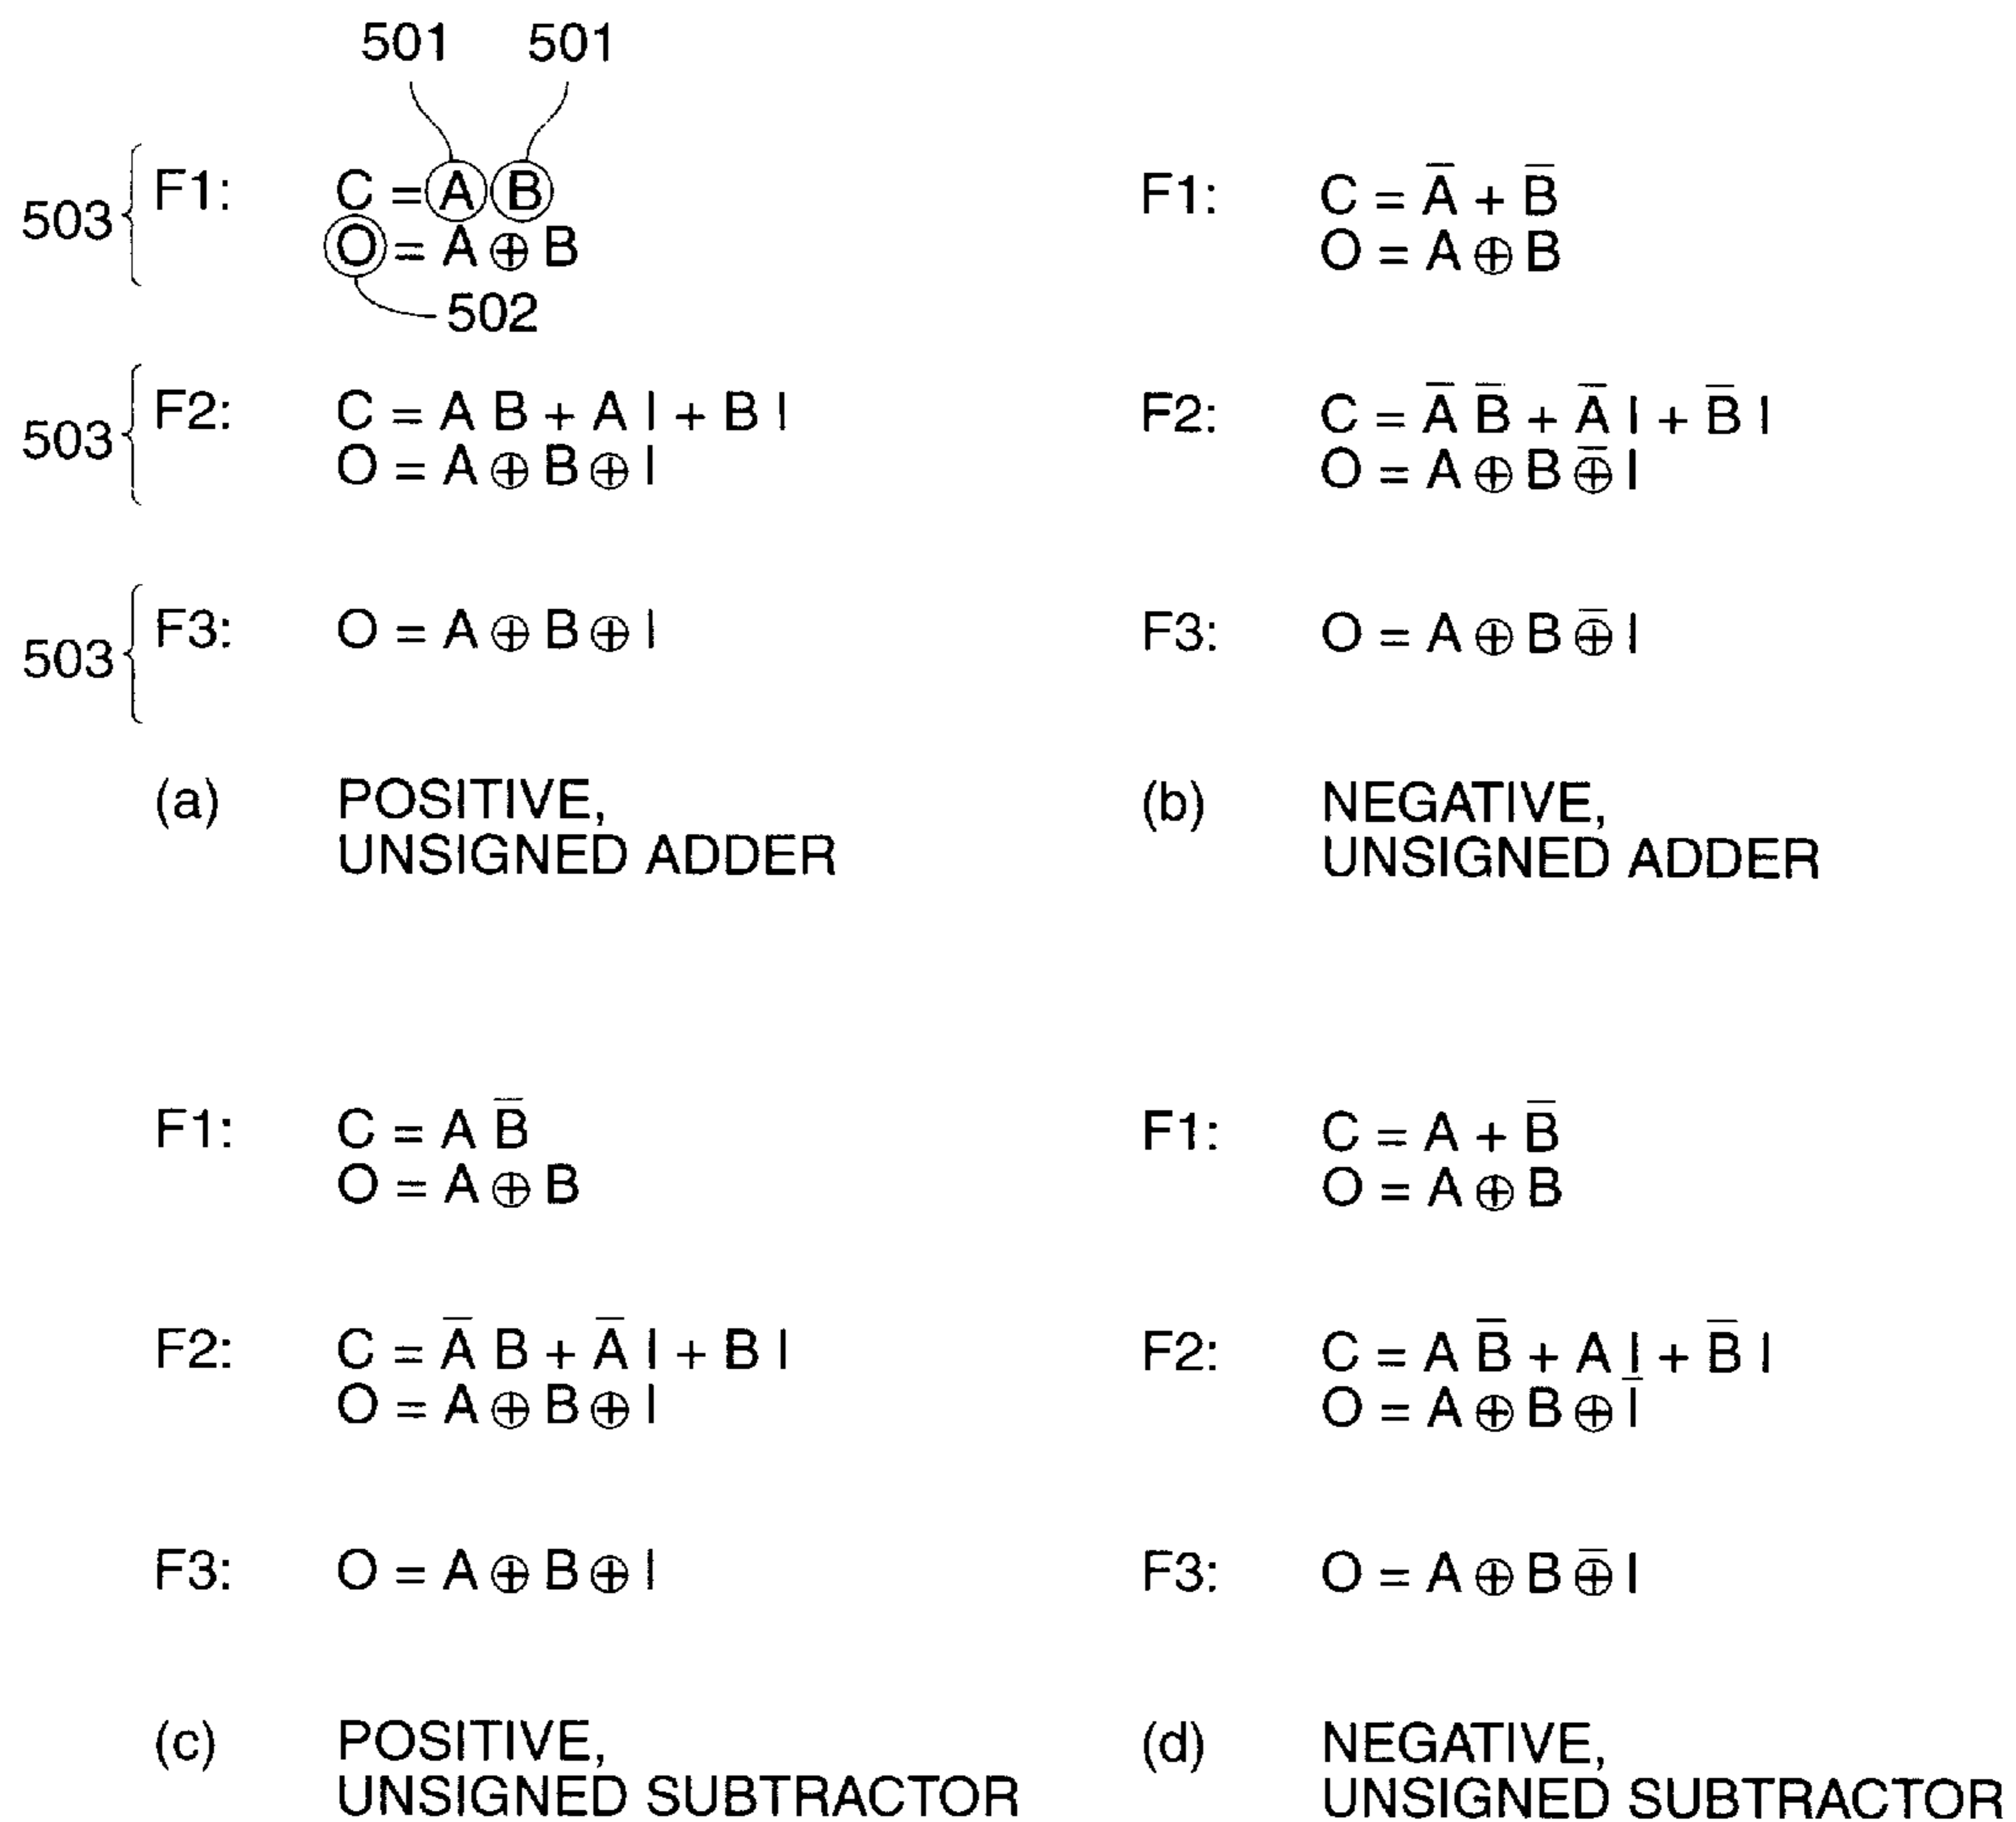 501 501
503 F1: C = A B
O = A ⊕ B
502
503 F2: C = A B + A I + B I
O = A ⊕ B ⊕ I
503 F3: O = A ⊕ B ⊕ I
(a) POSITIVE,
UNSIGNED ADDER
F1: C = A̅ + B̅
O = A ⊕ B
F2: C = A̅ B̅ + A̅ I + B̅ I
O = A ⊕ B ⊕̅ I
F3: O = A ⊕ B ⊕̅ I
(b) NEGATIVE,
UNSIGNED ADDER
F1: C = A B̅
O = A ⊕ B
F2: C = A̅ B + A̅ I + B I
O = A ⊕ B ⊕ I
F3: O = A ⊕ B ⊕ I
(c) POSITIVE,
UNSIGNED SUBTRACTOR
F1: C = A + B̅
O = A ⊕ B
F2: C = A B̅ + A I + B̅ I
O = A ⊕ B ⊕ I̅
F3: O = A ⊕ B ⊕̅ I
(d) NEGATIVE,
UNSIGNED SUBTRACTOR